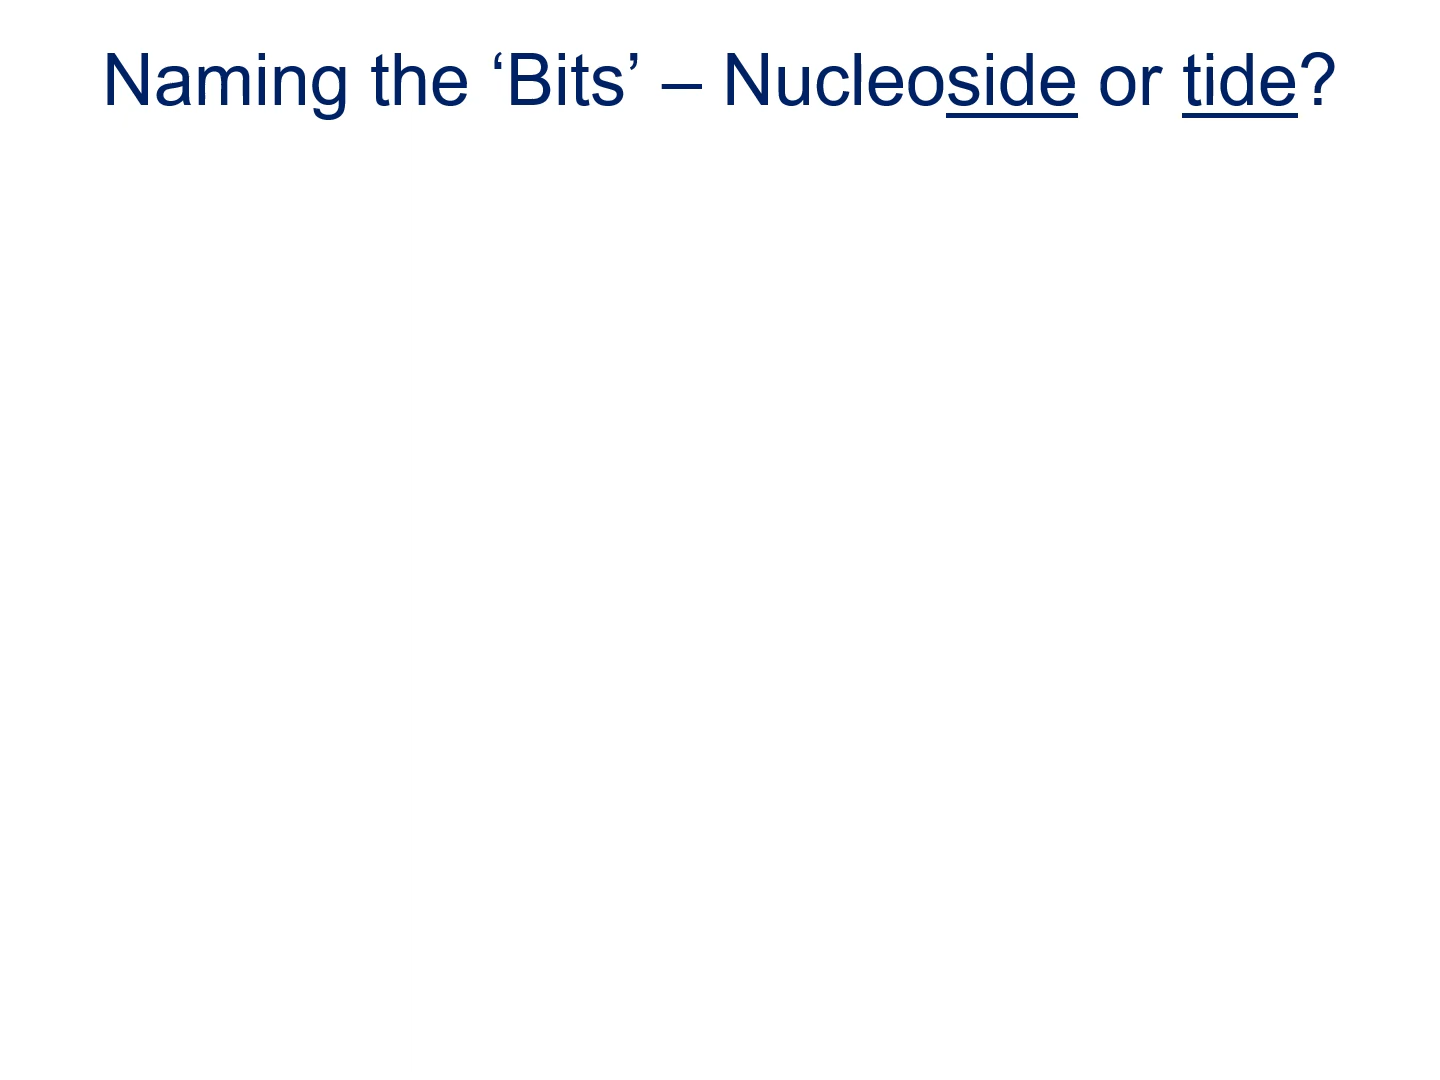 Naming the ‘Bits’ – Nucleoside or tide?